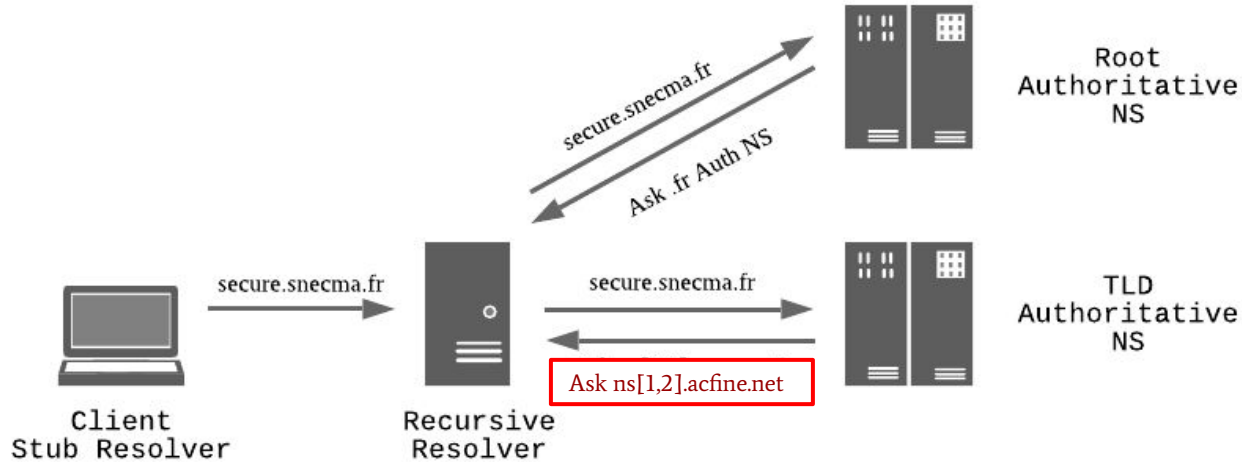 secure.snecma.fr
Ask .fr Auth NS
Root
Authoritative
NS
secure.snecma.fr
secure.snecma.fr
Ask ns[1,2].acfine.net
TLD
Authoritative
NS
Client
Stub Resolver
Recursive
Resolver